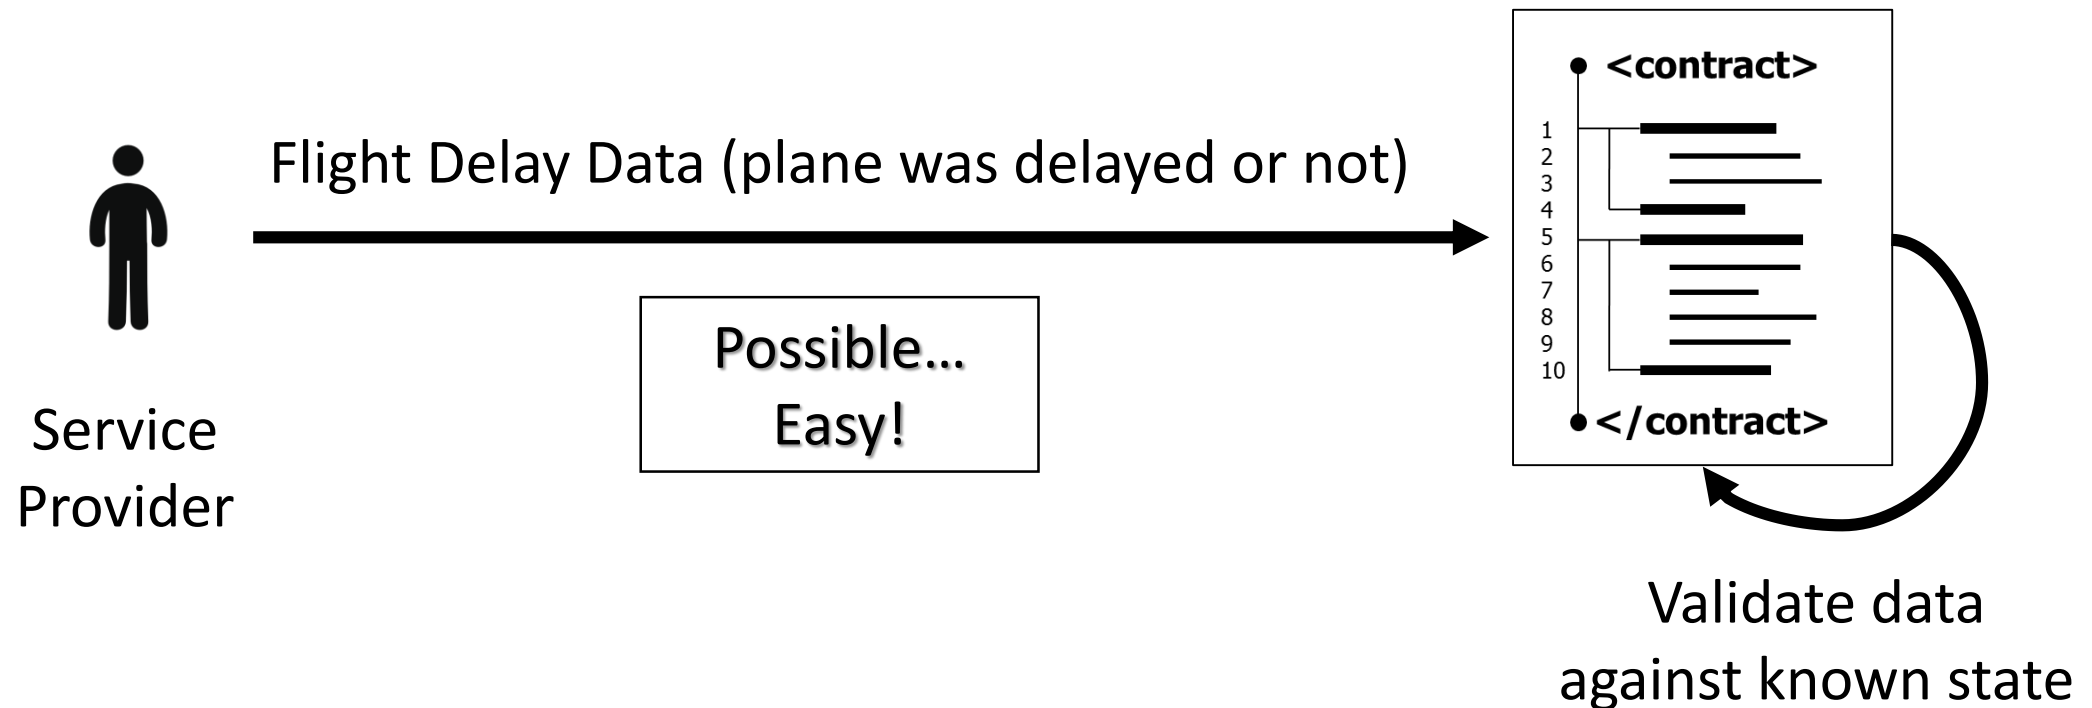 Service
Provider
Flight Delay Data (plane was delayed or not)
Possible…
Easy!
<contract>
1
2
3
4
5
6
7
8
9
10
</contract>
Validate data
against known state